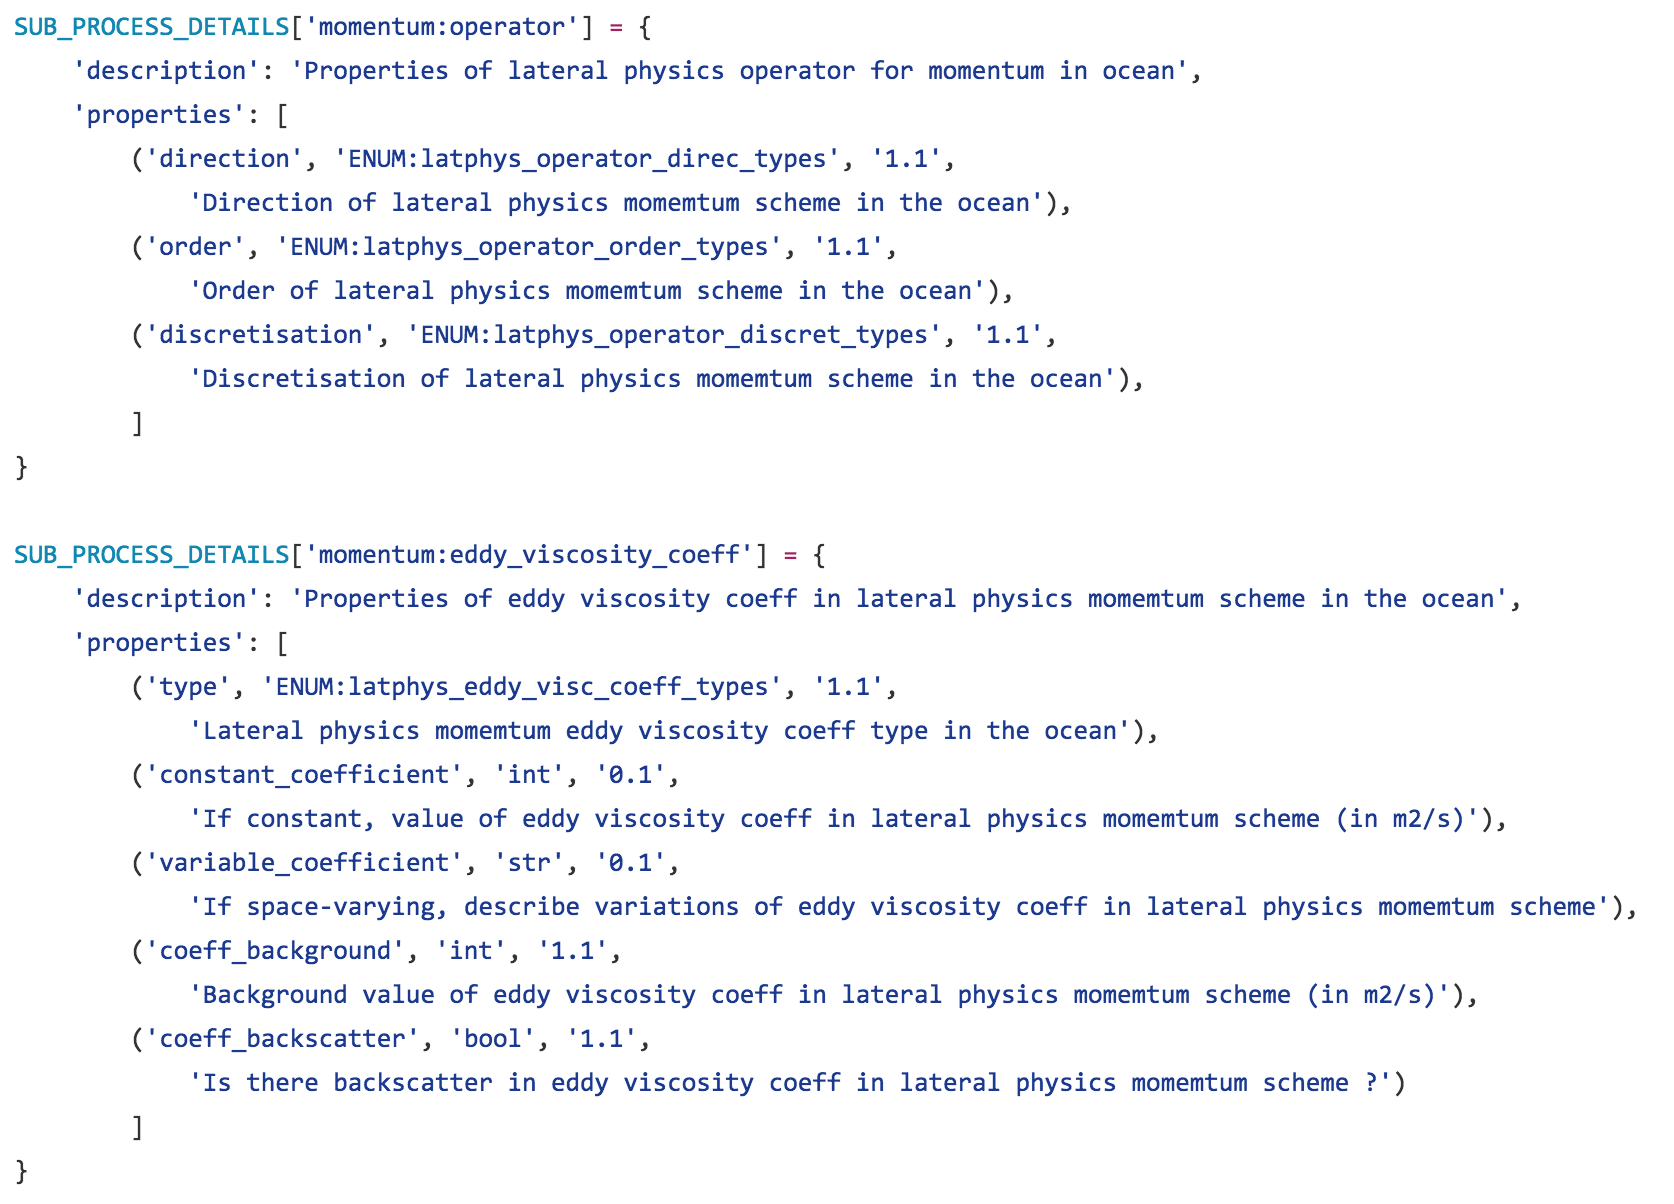 SUB_PROCESS_DETAILS['momentum:operator'] = {
    'description': 'Properties of lateral physics operator for momentum in ocean',
    'properties': [
        ('direction', 'ENUM:latphys_operator_direc_types', '1.1',
            'Direction of lateral physics momemtum scheme in the ocean'),
        ('order', 'ENUM:latphys_operator_order_types', '1.1',
            'Order of lateral physics momemtum scheme in the ocean'),
        ('discretisation', 'ENUM:latphys_operator_discret_types', '1.1',
            'Discretisation of lateral physics momemtum scheme in the ocean'),
        ]
}

SUB_PROCESS_DETAILS['momentum:eddy_viscosity_coeff'] = {
    'description': 'Properties of eddy viscosity coeff in lateral physics momemtum scheme in the ocean',
    'properties': [
        ('type', 'ENUM:latphys_eddy_visc_coeff_types', '1.1',
            'Lateral physics momemtum eddy viscosity coeff type in the ocean'),
        ('constant_coefficient', 'int', '0.1',
            'If constant, value of eddy viscosity coeff in lateral physics momemtum scheme (in m2/s)'),
        ('variable_coefficient', 'str', '0.1',
            'If space-varying, describe variations of eddy viscosity coeff in lateral physics momemtum scheme'),
        ('coeff_background', 'int', '1.1',
            'Background value of eddy viscosity coeff in lateral physics momemtum scheme (in m2/s)'),
        ('coeff_backscatter', 'bool', '1.1',
            'Is there backscatter in eddy viscosity coeff in lateral physics momemtum scheme ?')
        ]
}